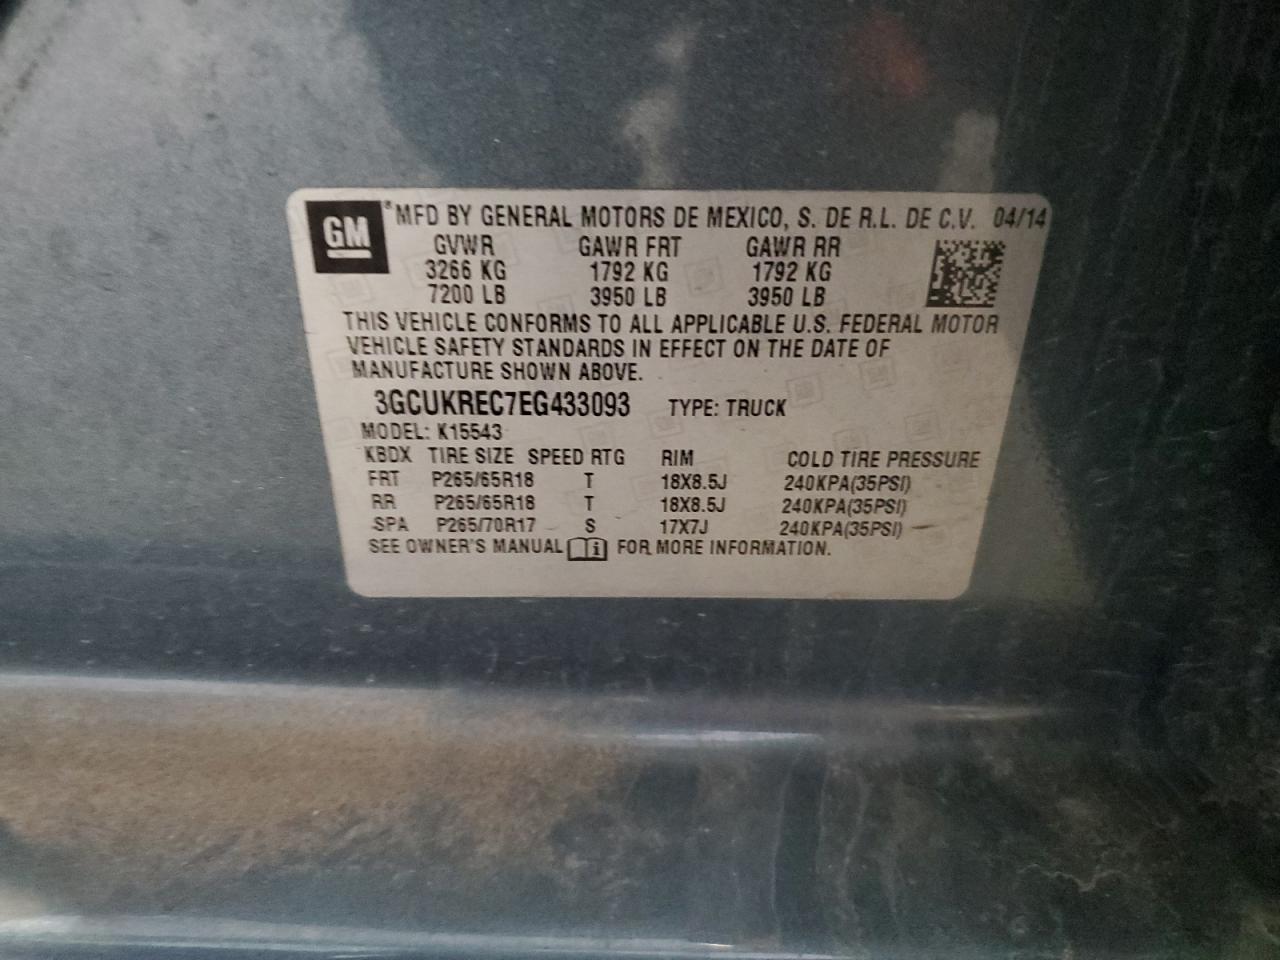 GM ® MFD BY GENERAL MOTORS DE MEXICO, S. DE R.L. DE C.V. 04/14
GVWR GAWR FRT GAWR RR
3266 KG 1792 KG 1792 KG
7200 LB 3950 LB 3950 LB
THIS VEHICLE CONFORMS TO ALL APPLICABLE U.S. FEDERAL MOTOR
VEHICLE SAFETY STANDARDS IN EFFECT ON THE DATE OF
MANUFACTURE SHOWN ABOVE.
3GCUKREC7EG433093 TYPE: TRUCK
MODEL: K15543
KBDX TIRE SIZE SPEED RTG RIM COLD TIRE PRESSURE
FRT P265/65R18 T 18X8.5J 240KPA(35PSI)
RR P265/65R18 T 18X8.5J 240KPA(35PSI)
SPA P265/70R17 S 17X7J 240KPA(35PSI)
SEE OWNER'S MANUAL i FOR MORE INFORMATION.